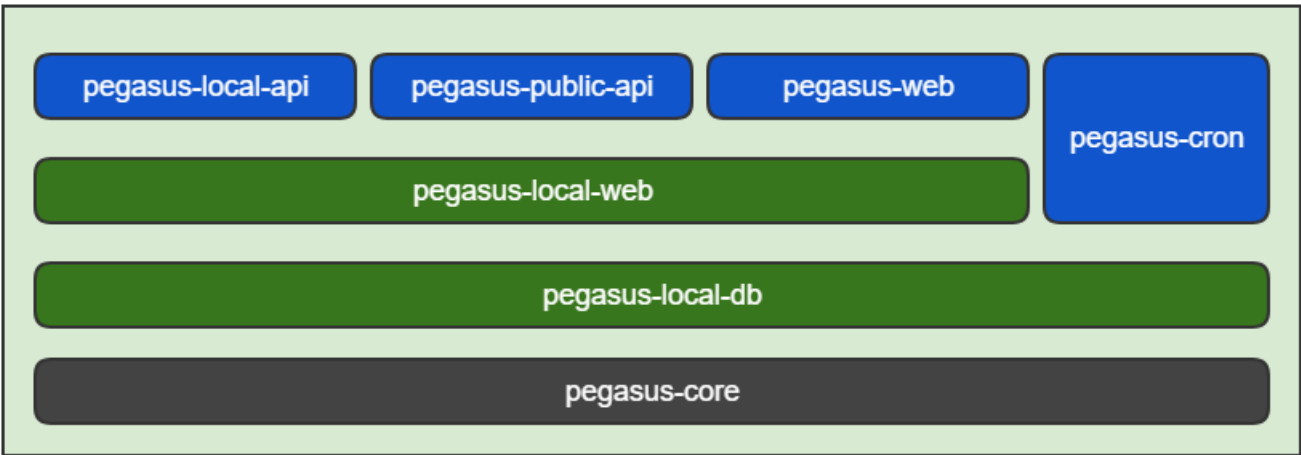 pegasus-local-api
pegasus-public-api
pegasus-web
pegasus-cron
pegasus-local-web
pegasus-local-db
pegasus-core